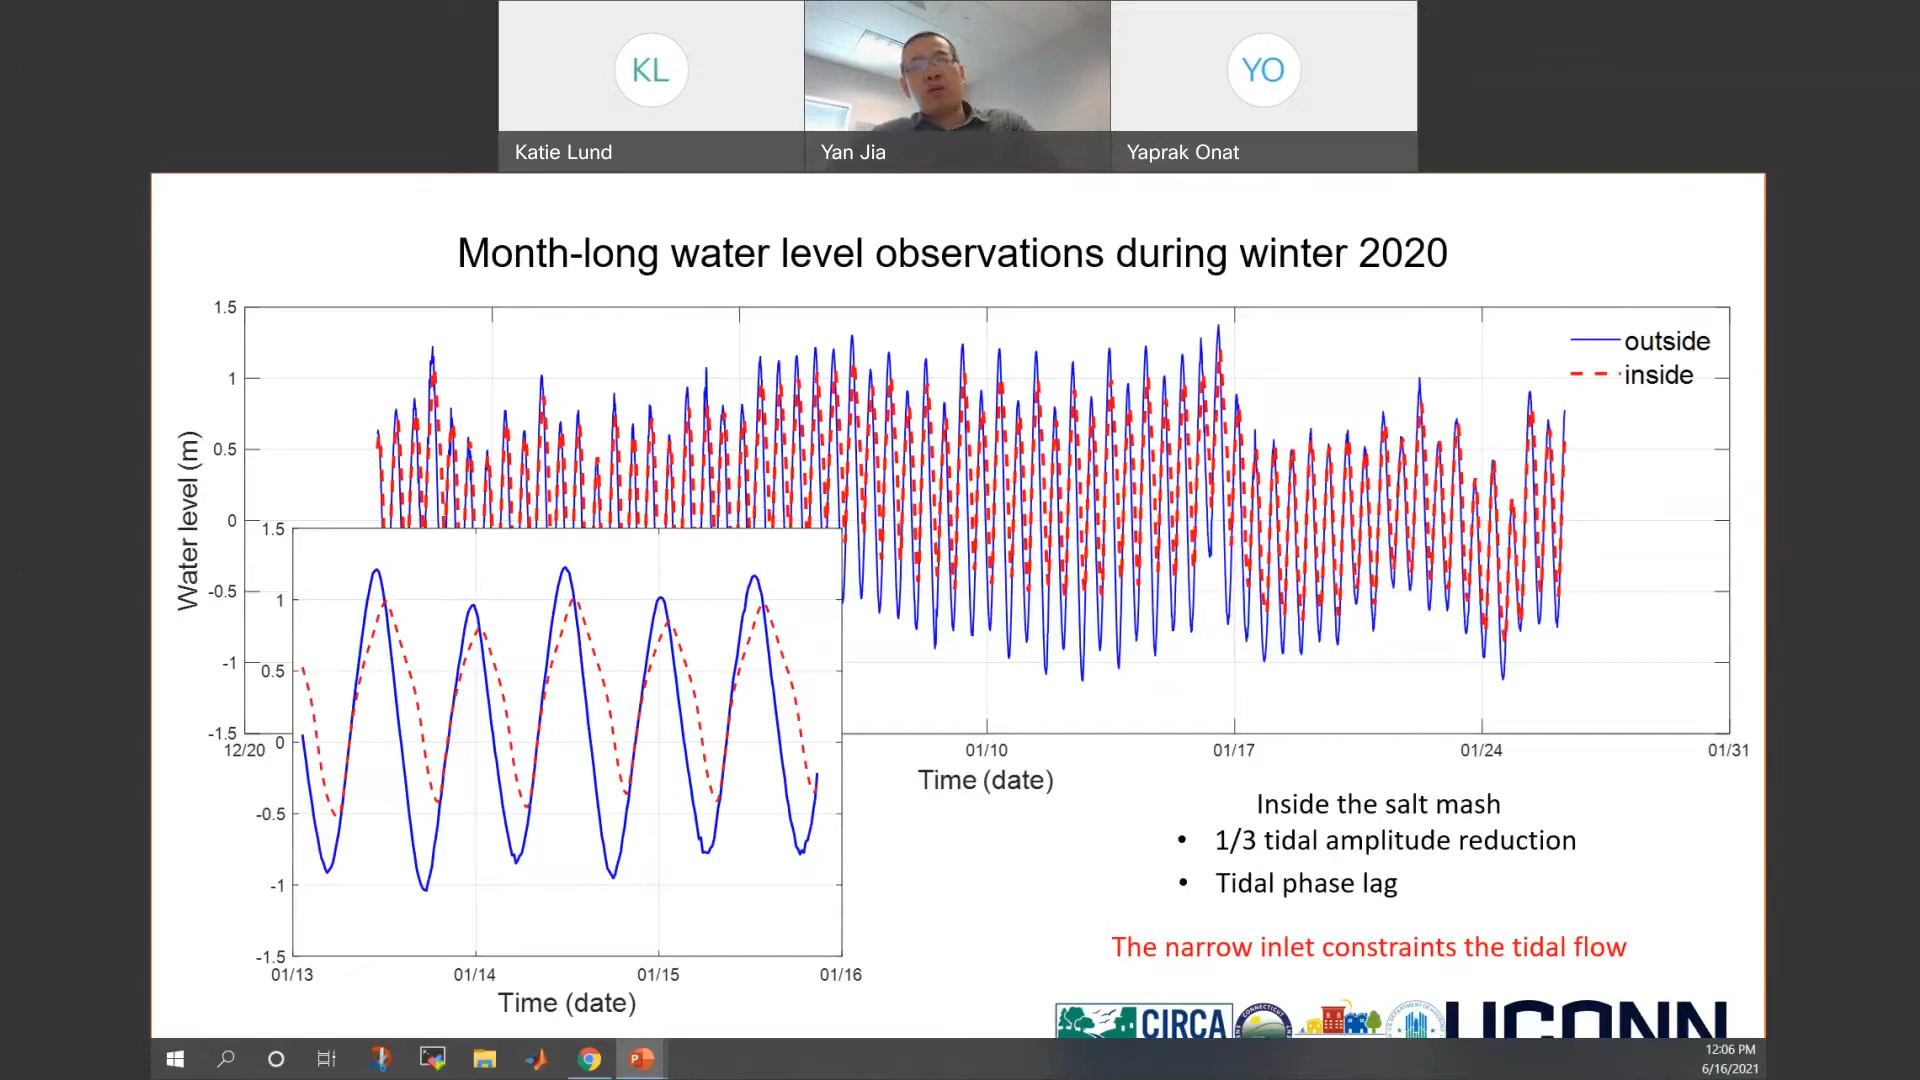 KL
YO
Katie Lund
Yan Jia
Yaprak Onat
Month-long water level observations during winter 2020
1.5
1
0.5
0
-0.5
-1
-1.5
Water level (m)
outside
inside
12/20
01/10
01/17
01/24
01/31
Time (date)
1.5
1
0.5
0
-0.5
-1
-1.5
01/13
01/14
01/15
01/16
Time (date)
Inside the salt mash
• 1/3 tidal amplitude reduction
• Tidal phase lag
The narrow inlet constraints the tidal flow
CIRCA
CONNECTICUT
UCONN
12:06 PM
6/16/2021